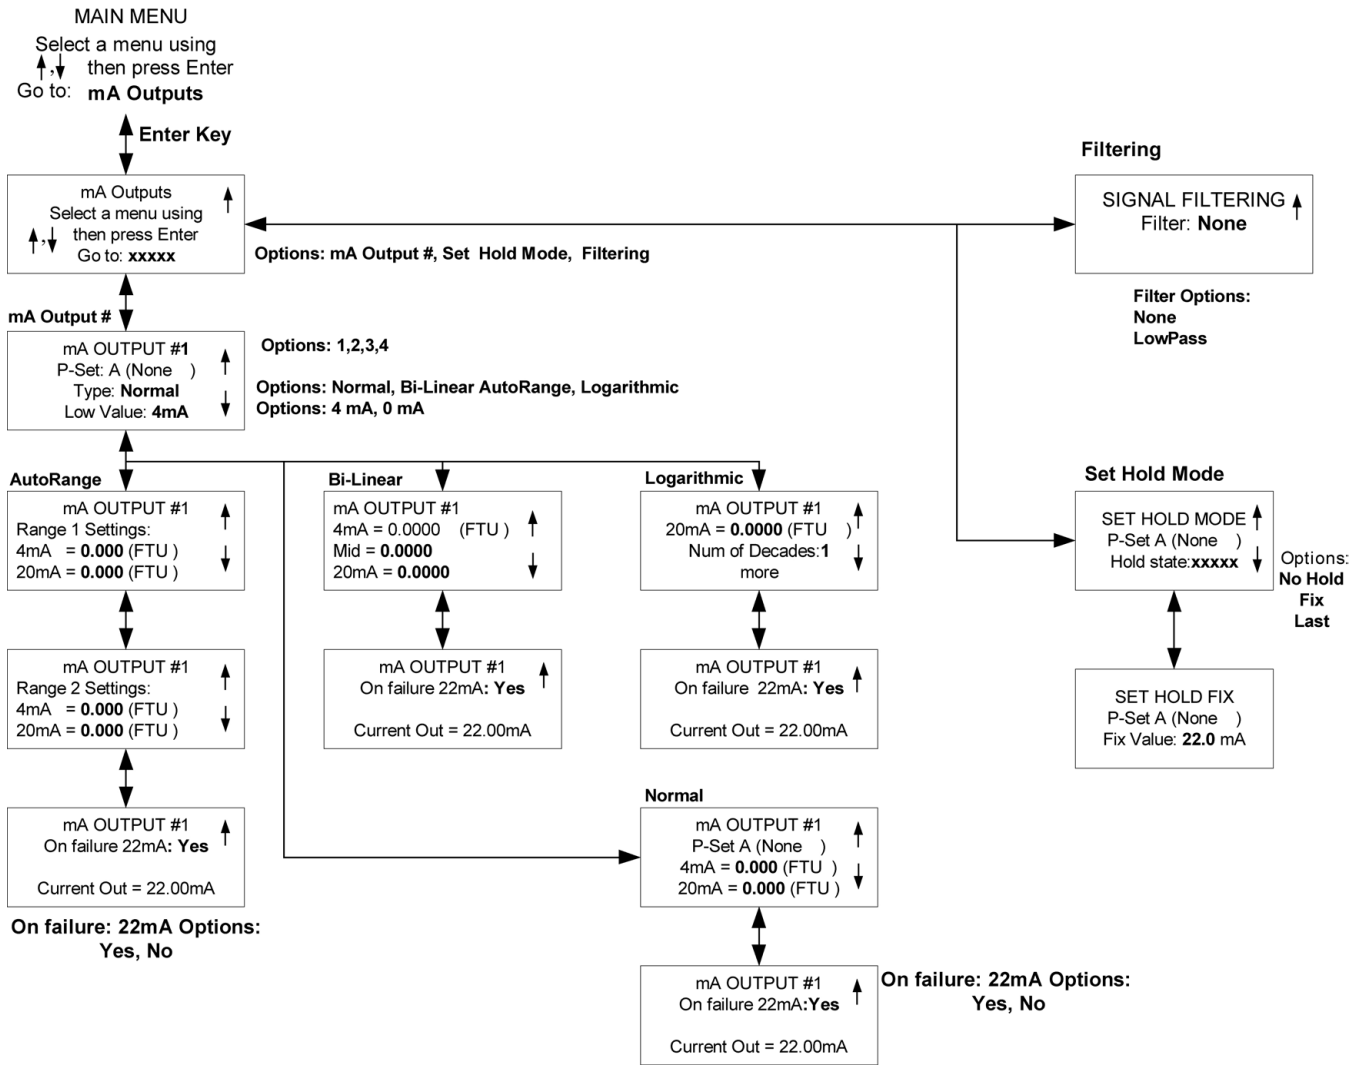 MAIN MENU
Select a menu using
↑,↓ then press Enter
Go to: mA Outputs
Enter Key
mA Outputs
Select a menu using
↑,↓ then press Enter
Go to: xxxxx
Options: mA Output #, Set Hold Mode, Filtering
Filtering
SIGNAL FILTERING
Filter: None
Filter Options:
None
LowPass
mA Output #
mA OUTPUT #1
P-Set: A (None )
Type: Normal
Low Value: 4mA
Options: 1,2,3,4
Options: Normal, Bi-Linear AutoRange, Logarithmic
Options: 4 mA, 0 mA
AutoRange
mA OUTPUT #1
Range 1 Settings:
4mA = 0.000 (FTU )
20mA = 0.000 (FTU )
mA OUTPUT #1
Range 2 Settings:
4mA = 0.000 (FTU )
20mA = 0.000 (FTU )
mA OUTPUT #1
On failure 22mA: Yes
Current Out = 22.00mA
On failure: 22mA Options:
Yes, No
Bi-Linear
mA OUTPUT #1
4mA = 0.0000 (FTU )
Mid = 0.0000
20mA = 0.0000
mA OUTPUT #1
On failure 22mA: Yes
Current Out = 22.00mA
Logarithmic
mA OUTPUT #1
20mA = 0.0000 (FTU )
Num of Decades:1
more
mA OUTPUT #1
On failure 22mA: Yes
Current Out = 22.00mA
Normal
mA OUTPUT #1
P-Set A (None )
4mA = 0.000 (FTU )
20mA = 0.000 (FTU )
mA OUTPUT #1
On failure 22mA:Yes
Current Out = 22.00mA
On failure: 22mA Options:
Yes, No
Set Hold Mode
SET HOLD MODE
P-Set A (None )
Hold state:xxxxx
Options:
No Hold
Fix
Last
SET HOLD FIX
P-Set A (None )
Fix Value: 22.0 mA